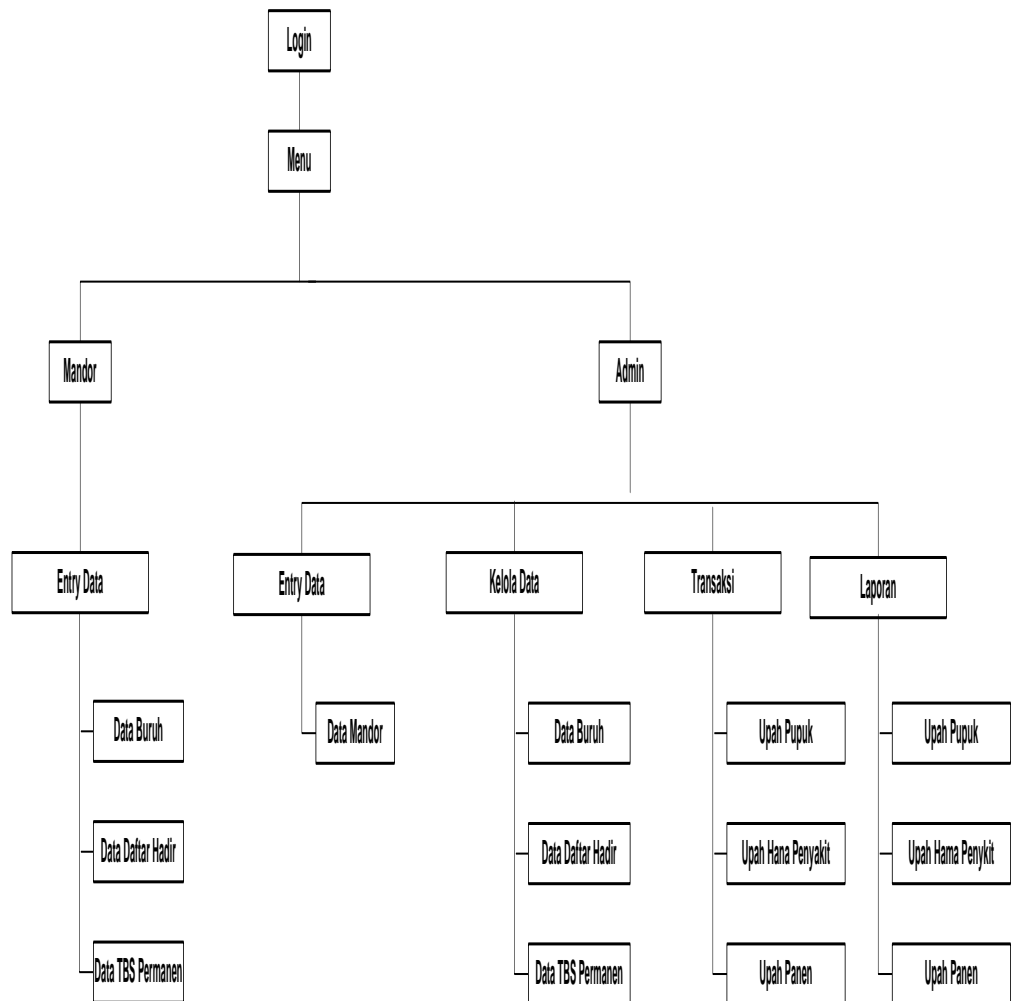 Login
Menu
Mandor
Admin
Entry Data
Entry Data
Kelola Data
Transaksi
Laporan
Data Buruh
Data Mandor
Data Buruh
Upah Pupuk
Upah Pupuk
Data Daftar Hadir
Data Daftar Hadir
Upah Hana Penyakit
Upah Hama Penykit
Data TBS Permanen
Data TBS Permanen
Upah Panen
Upah Panen